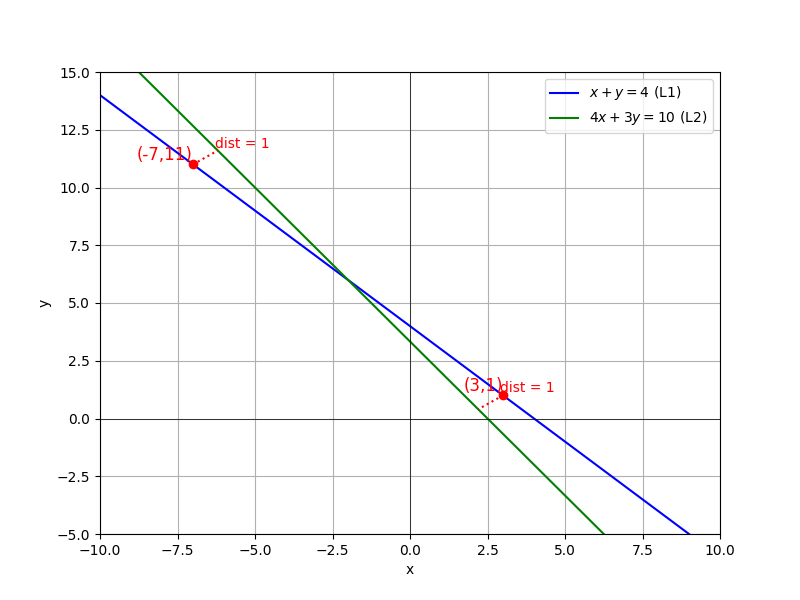 15.0
12.5
10.0
7.5
5.0
2.5
0.0
−2.5
−5.0
y
x + y = 4 (L1)
4x + 3y = 10 (L2)
(-7,11)
dist = 1
(3,1)
dist = 1
−10.0 −7.5 −5.0 −2.5 0.0 2.5 5.0 7.5 10.0
x